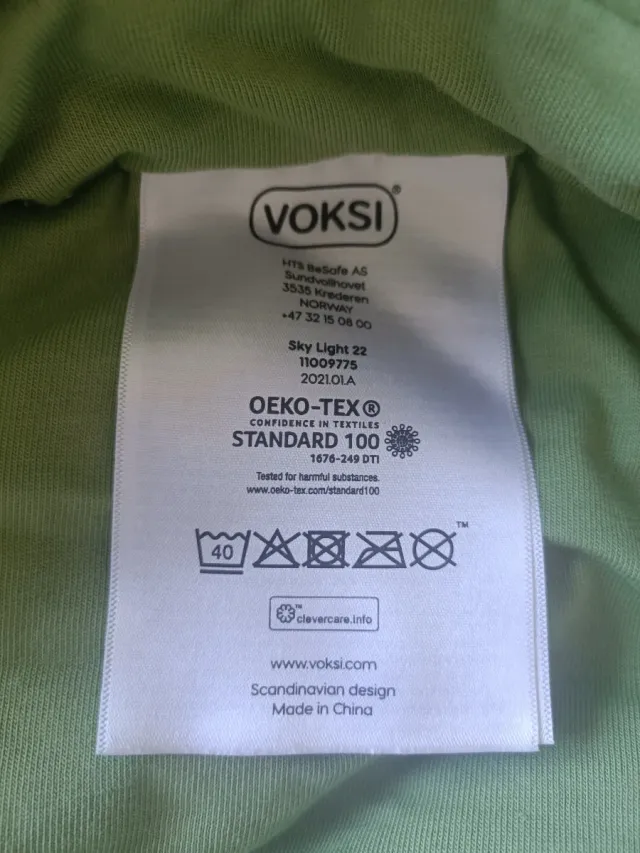 VOKSI®
HTS BeSafe AS
Sundvollhovet
3535 Krøderen
NORWAY
+47 32 15 08 00
Sky Light 22
11009775
2021.01.A
OEKO-TEX®
CONFIDENCE IN TEXTILES
STANDARD 100
1676-249 DTI
Tested for harmful substances.
www.oeko-tex.com/standard100
40 ™
™ clevercare.info
www.voksi.com
Scandinavian design
Made in China